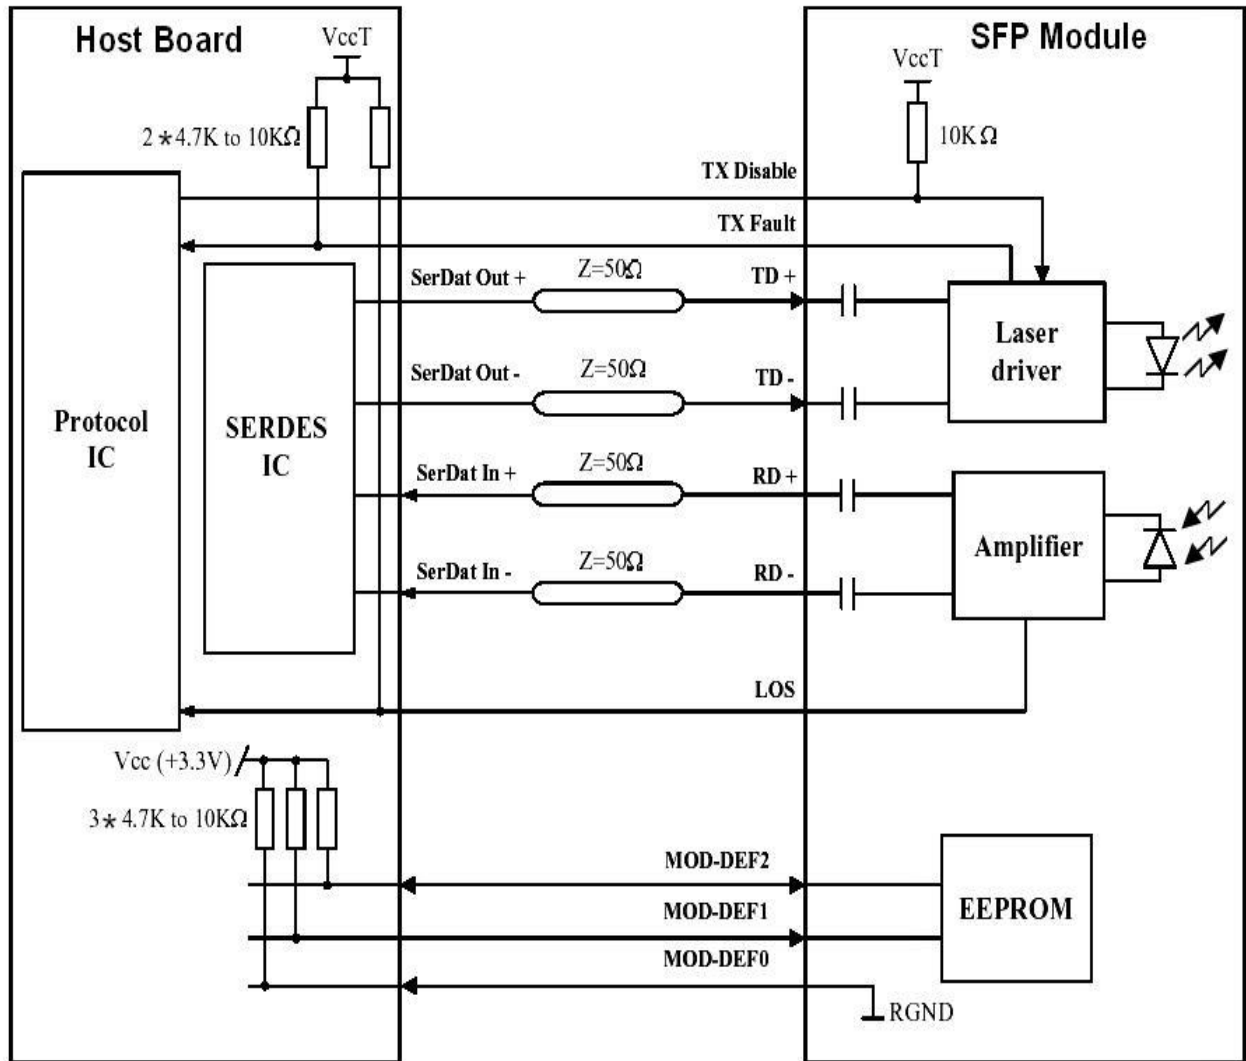 Host Board
SFP Module
VccT
VccT
2*4.7K to 10KΩ
10KΩ
TX Disable
TX Fault
SerDat Out +
Z=50Ω
TD +
Laser
driver
SerDat Out -
Z=50Ω
TD -
Protocol
IC
SERDES
IC
SerDat In +
Z=50Ω
RD +
Amplifier
SerDat In -
Z=50Ω
RD -
LOS
Vcc (+3.3V)
3* 4.7K to 10KΩ
MOD-DEF2
EEPROM
MOD-DEF1
MOD-DEF0
RGND